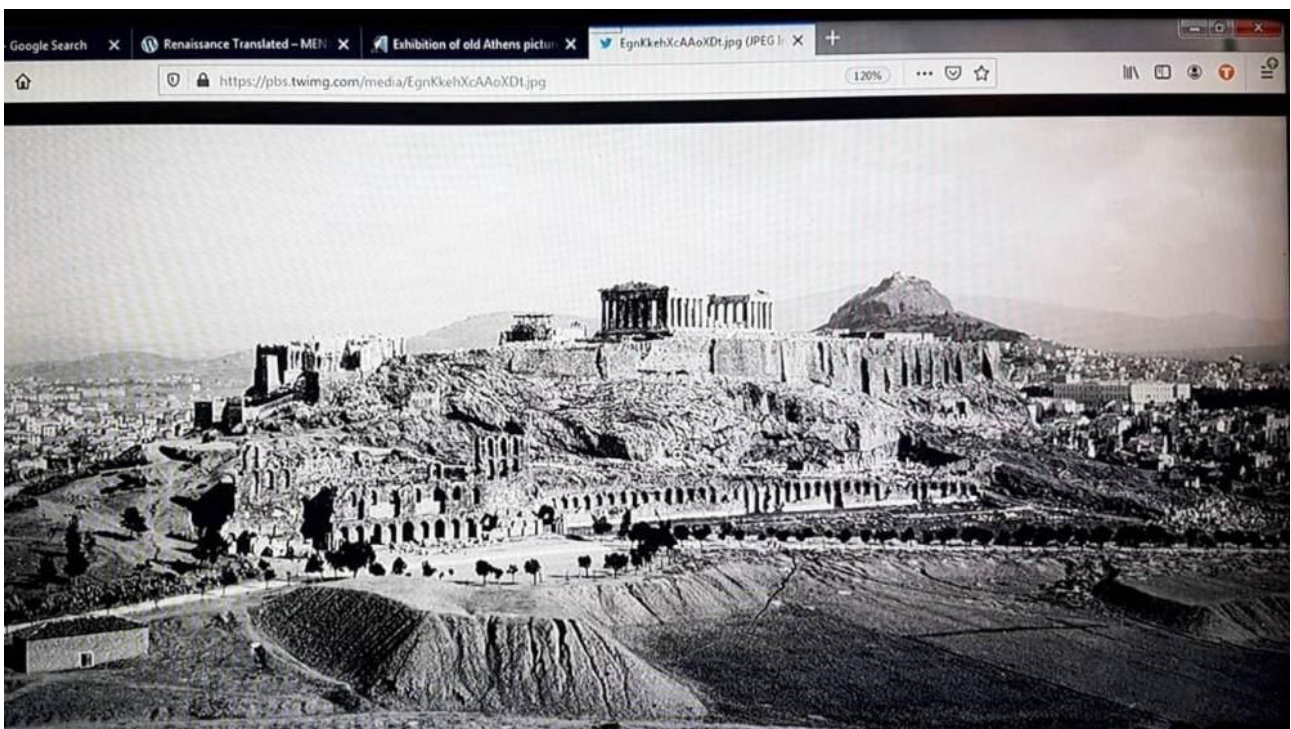 Google Search
Renaissance Translated – MEN
Exhibition of old Athens pictur
EgnKkehXcAAoXDt.jpg (JPEG I
https://pbs.twimg.com/media/EgnKkehXcAAoXDt.jpg
120%